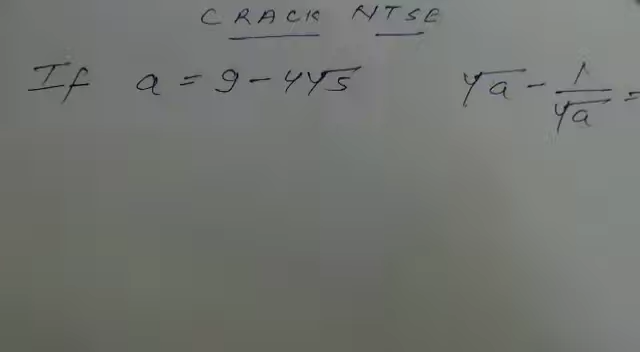 CRACK NTSE
If a = 9 - 4√5 √a - 1/√a =